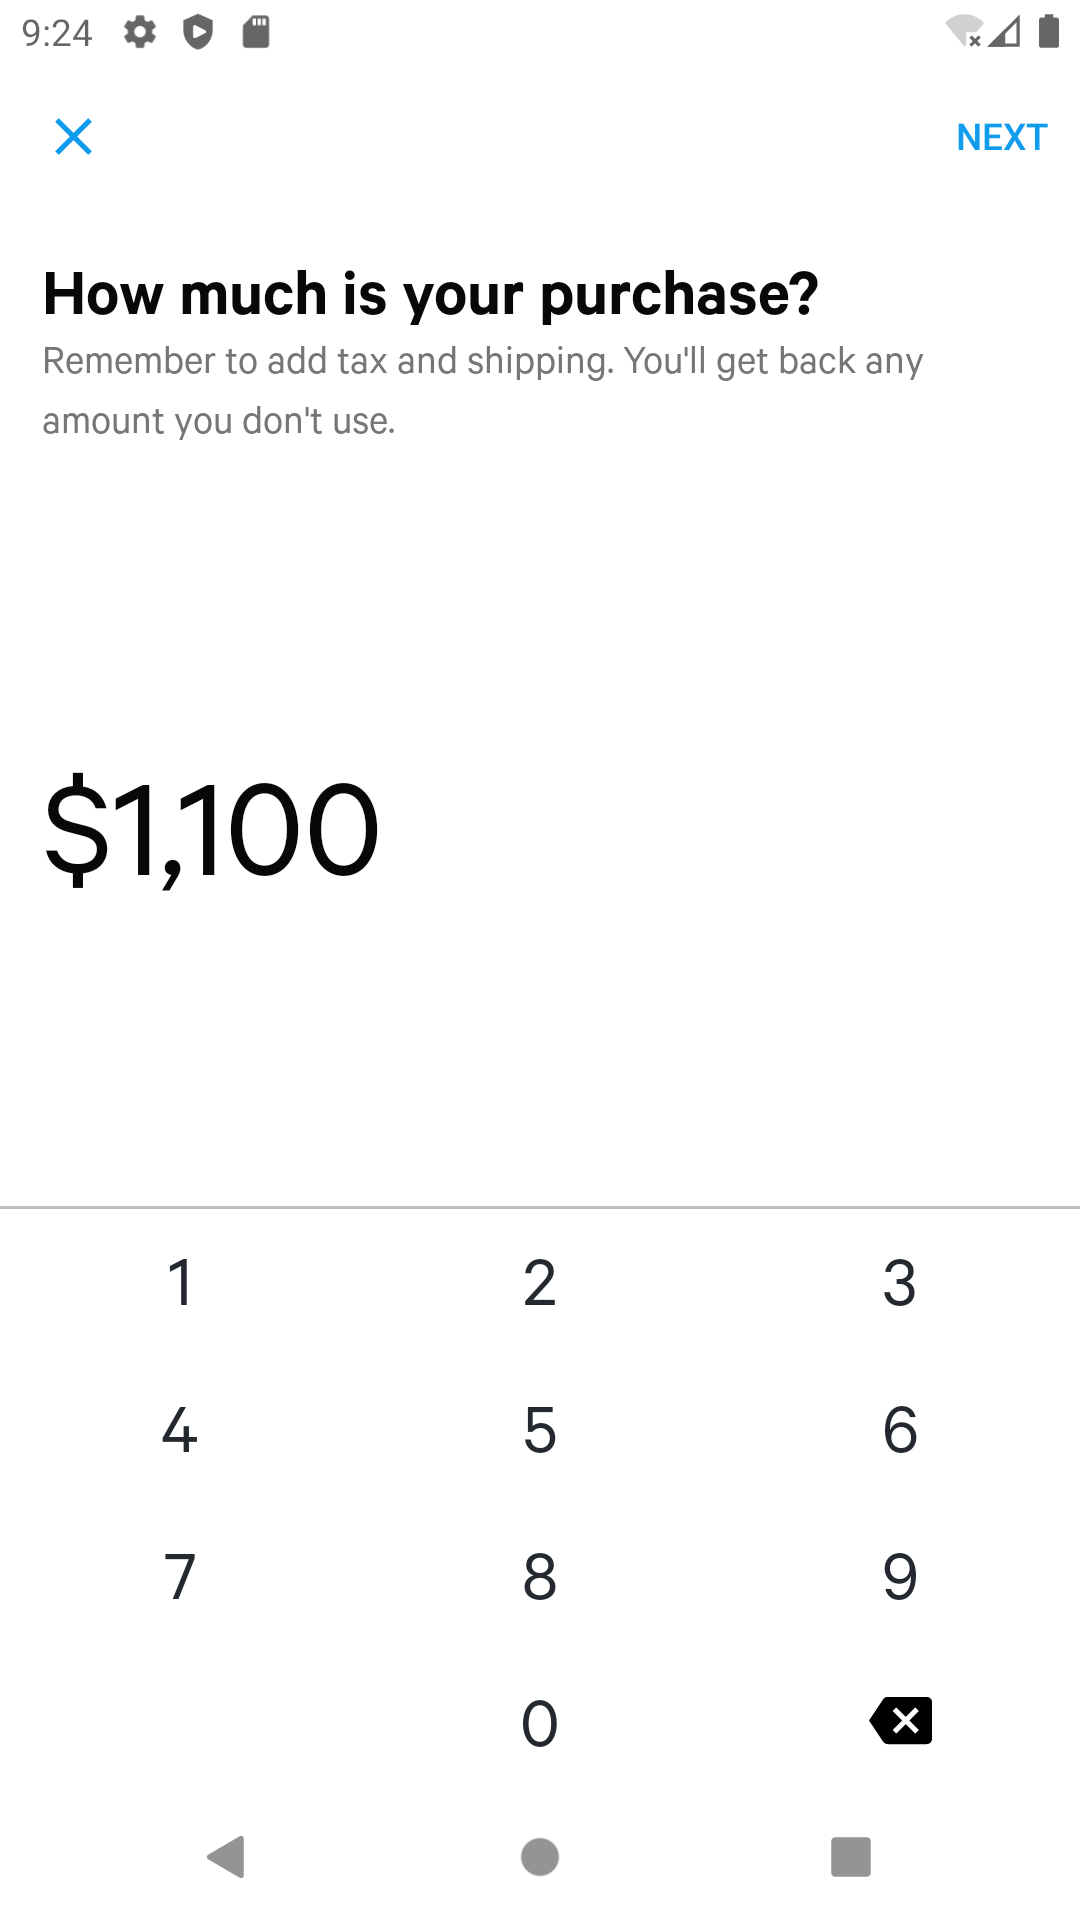 9:24
NEXT
How much is your purchase?
Remember to add tax and shipping. You'll get back any
amount you don't use.
$1,100
1 2 3
4 5 6
7 8 9
0